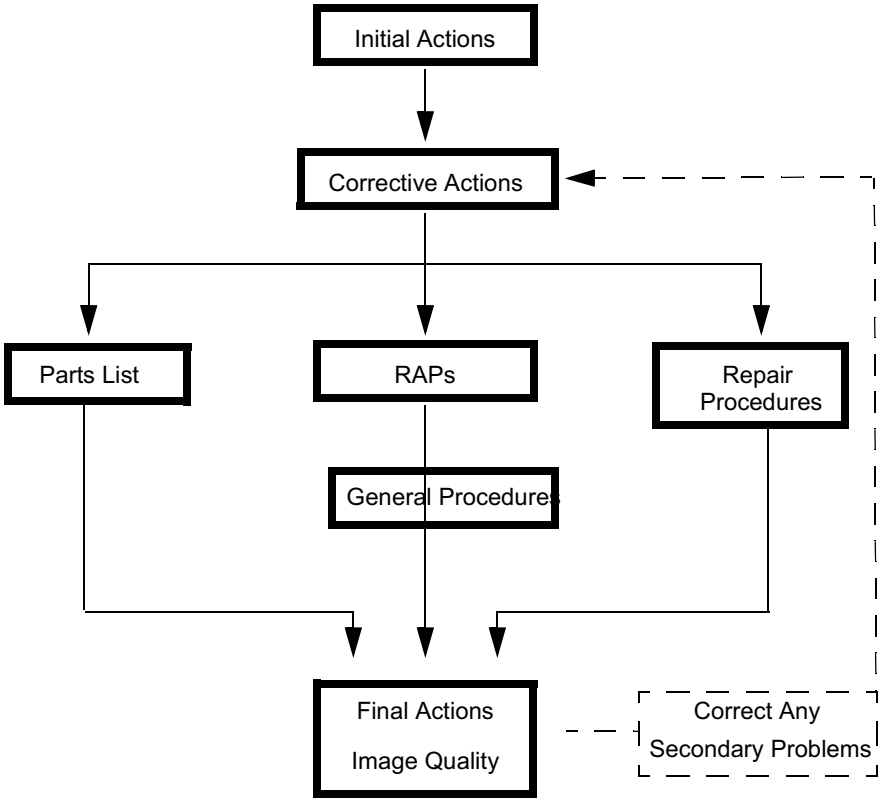 Initial Actions
Corrective Actions
Parts List
RAPs
Repair
Procedures
General Procedures
Final Actions
Image Quality
Correct Any
Secondary Problems